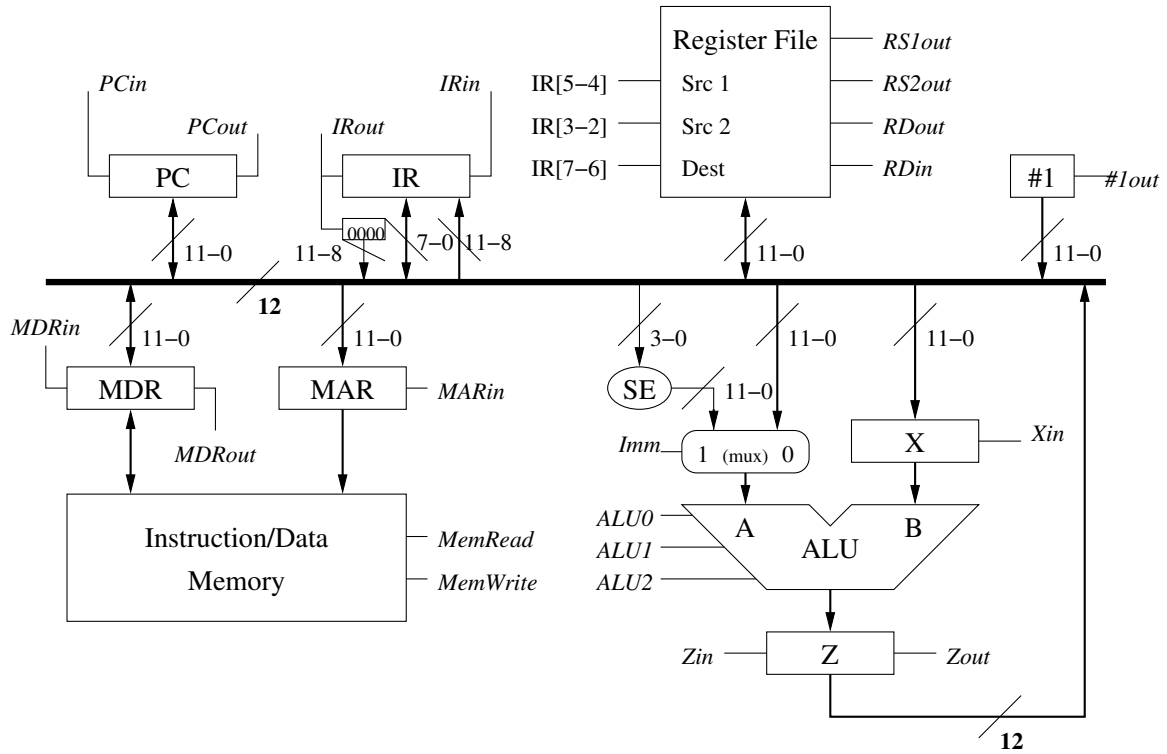 Register File
RS1out
PCin
IRin
IR[5−4]
Src 1
RS2out
PCout
IRout
IR[3−2]
Src 2
RDout
PC
IR
IR[7−6]
Dest
RDin
#1
#1out
0000
11−0
11−8
7−0
11−8
11−0
11−0
12
MDRin
11−0
11−0
3−0
11−0
11−0
MDR
MAR
MARin
SE
11−0
MDRout
Imm
1 (mux) 0
X
Xin
Instruction/Data
Memory
MemRead
MemWrite
ALU0
ALU1
ALU2
A
B
ALU
Zin
Z
Zout
12